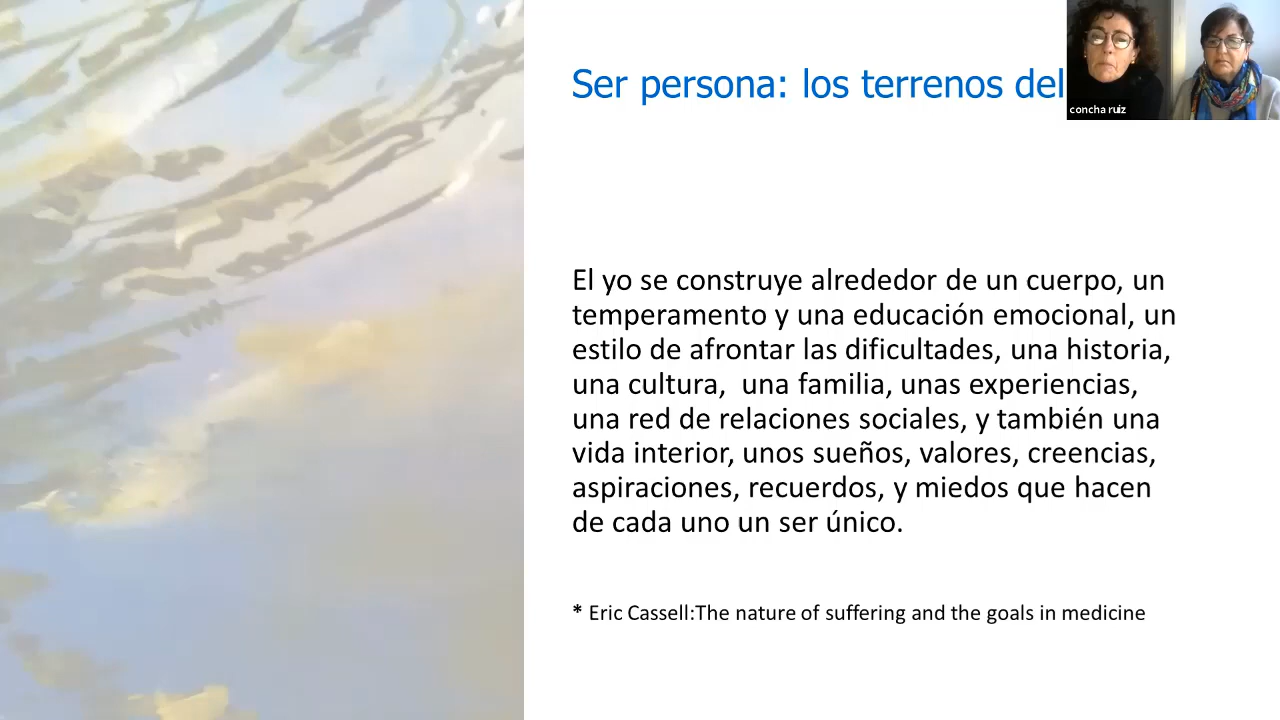 Ser persona: los terrenos del
concha ruiz
El yo se construye alrededor de un cuerpo, un
temperamento y una educación emocional, un
estilo de afrontar las dificultades, una historia,
una cultura,  una familia, unas experiencias,
una red de relaciones sociales, y también una
vida interior, unos sueños, valores, creencias,
aspiraciones, recuerdos, y miedos que hacen
de cada uno un ser único.
* Eric Cassell:The nature of suffering and the goals in medicine